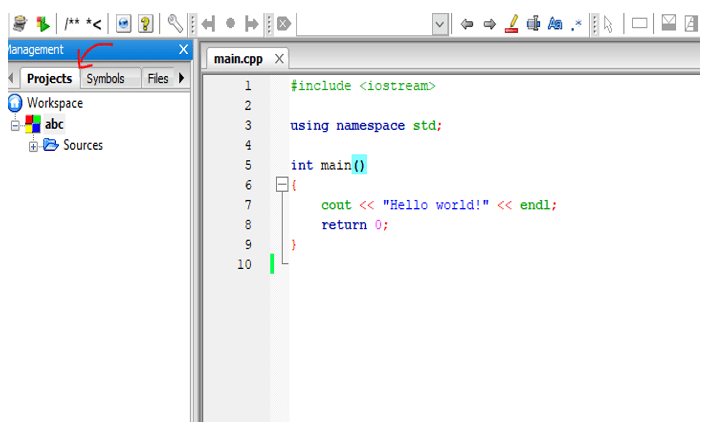 /** *<
Management X
Projects Symbols Files
Workspace
abc
Sources
main.cpp X
1 #include <iostream>
2
3 using namespace std;
4
5 int main()
6 {
7 cout << "Hello world!" << endl;
8 return 0;
9 }
10